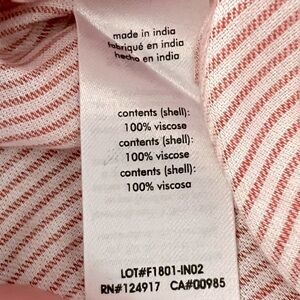 made in india
fabriqué en india
hecho en india
contents (shell):
100% viscose
contents (shell):
100% viscose
contents (shell):
100% viscosa
LOT#F1801-IN02
RN#124917 CA#00985